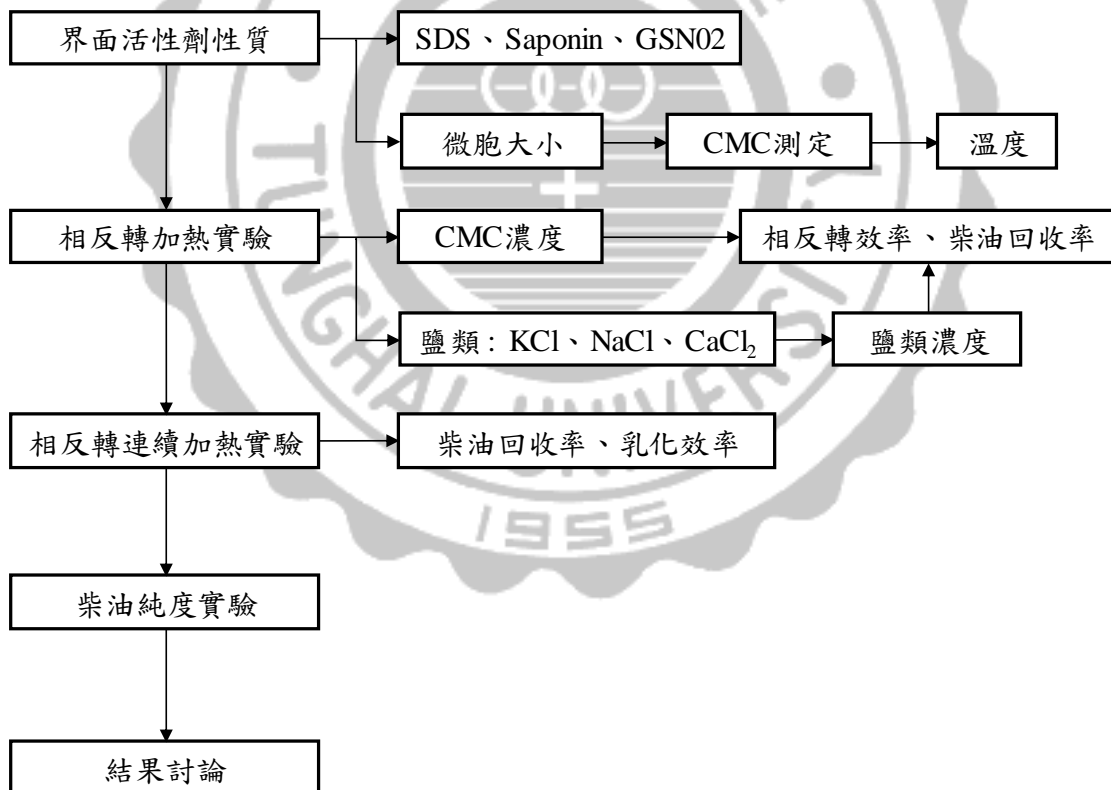 界面活性劑性質
SDS、Saponin、GSN02
微胞大小
CMC測定
溫度
相反轉加熱實驗
CMC濃度
相反轉效率、柴油回收率
鹽類：KCl、NaCl、CaCl₂
鹽類濃度
相反轉連續加熱實驗
柴油回收率、乳化效率
柴油純度實驗
結果討論
TUNGHAI UNIVERSITY
1955